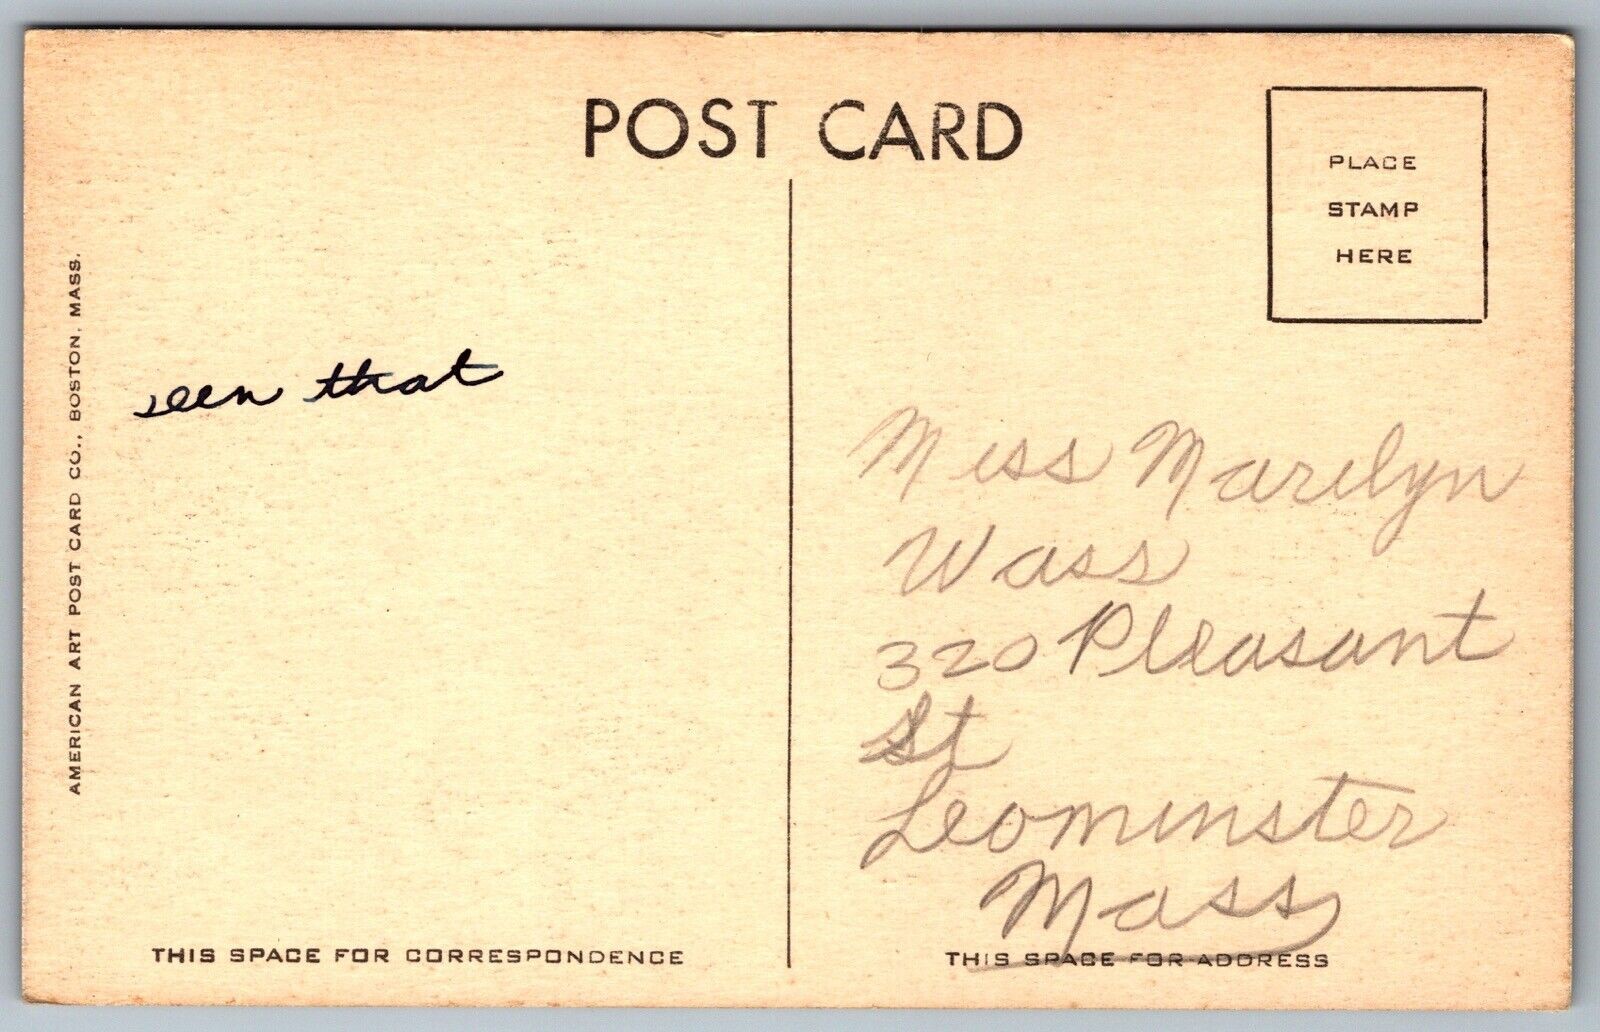 POST CARD
PLACE
STAMP
HERE
AMERICAN ART POST CARD CO., BOSTON, MASS.
seen that
Miss Marilyn
Wass
320 Pleasant
St
Leominster
Mass
THIS SPACE FOR CORRESPONDENCE
THIS SPACE FOR ADDRESS